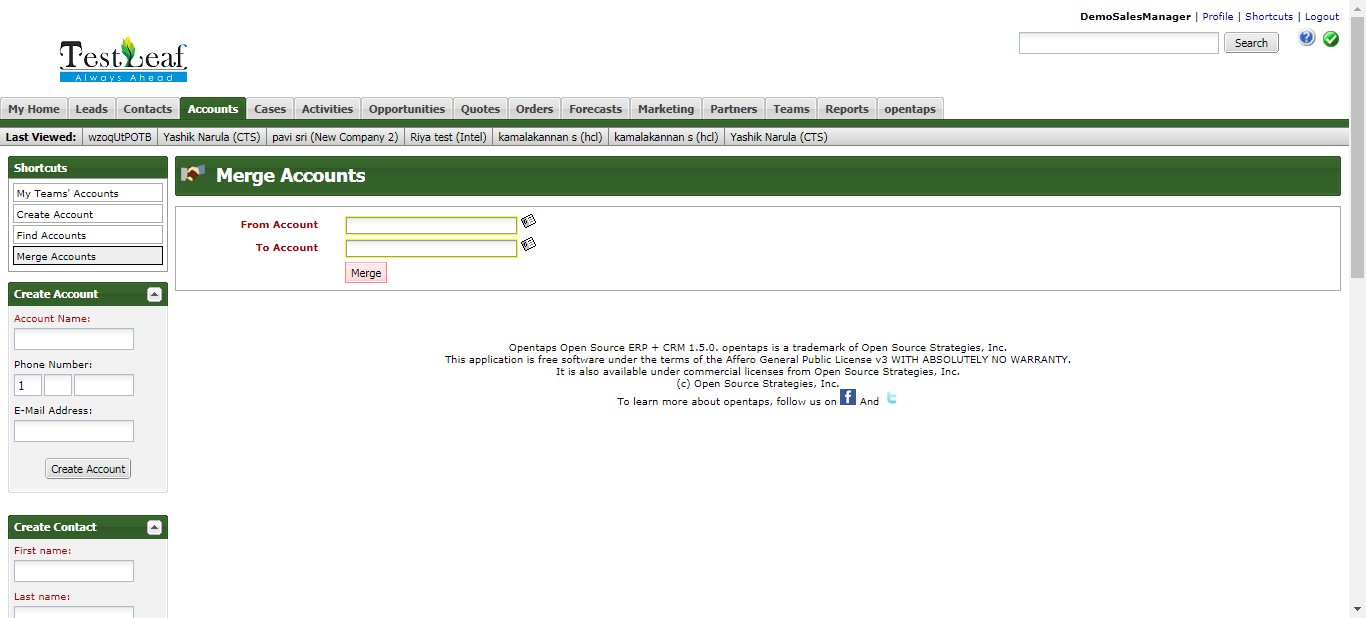 DemoSalesManager | Profile | Shortcuts | Logout
Search
TestLeaf
Always Ahead
My Home Leads Contacts Accounts Cases Activities Opportunities Quotes Orders Forecasts Marketing Partners Teams Reports opentaps
Last Viewed: wzoqUtPOTB Yashik Narula (CTS) pavi sri (New Company 2) Riya test (Intel) kamalakannan s (hcl) kamalakannan s (hcl) Yashik Narula (CTS)
Shortcuts
My Teams' Accounts
Create Account
Find Accounts
Merge Accounts
Merge Accounts
From Account
To Account
Merge
Create Account
Account Name:
Phone Number:
1
E-Mail Address:
Create Account
Create Contact
First name:
Last name:
Opentaps Open Source ERP + CRM 1.5.0. opentaps is a trademark of Open Source Strategies, Inc.
This application is free software under the terms of the Affero General Public License v3 WITH ABSOLUTELY NO WARRANTY.
It is also available under commercial licenses from Open Source Strategies, Inc.
(c) Open Source Strategies, Inc.
To learn more about opentaps, follow us on f And t